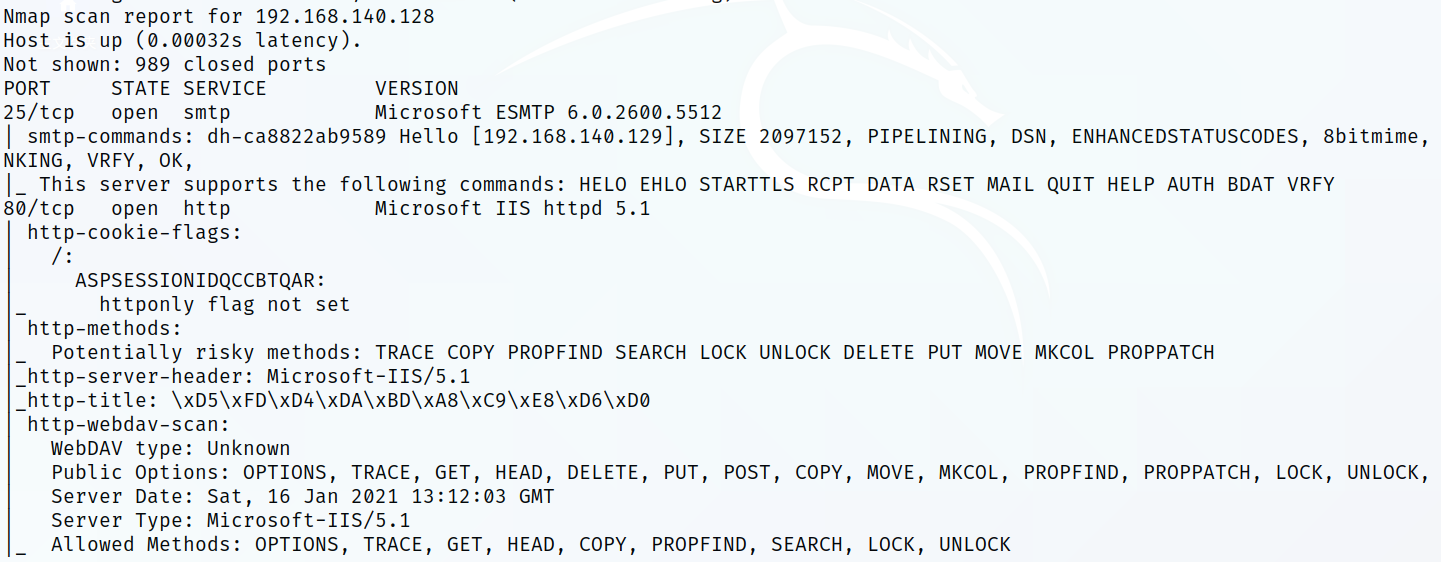 Nmap scan report for 192.168.140.128
Host is up (0.00032s latency).
Not shown: 989 closed ports
PORT     STATE SERVICE         VERSION
25/tcp   open  smtp            Microsoft ESMTP 6.0.2600.5512
| smtp-commands: dh-ca8822ab9589 Hello [192.168.140.129], SIZE 2097152, PIPELINING, DSN, ENHANCEDSTATUSCODES, 8bitmime,
NKING, VRFY, OK,
|_ This server supports the following commands: HELO EHLO STARTTLS RCPT DATA RSET MAIL QUIT HELP AUTH BDAT VRFY
80/tcp   open  http            Microsoft IIS httpd 5.1
| http-cookie-flags:
|   /:
|     ASPSESSIONIDQCCBTQAR:
|_      httponly flag not set
| http-methods:
|_  Potentially risky methods: TRACE COPY PROPFIND SEARCH LOCK UNLOCK DELETE PUT MOVE MKCOL PROPPATCH
|_http-server-header: Microsoft-IIS/5.1
|_http-title: \xD5\xFD\xD4\xDA\xBD\xA8\xC9\xE8\xD6\xD0
| http-webdav-scan:
|   WebDAV type: Unknown
|   Public Options: OPTIONS, TRACE, GET, HEAD, DELETE, PUT, POST, COPY, MOVE, MKCOL, PROPFIND, PROPPATCH, LOCK, UNLOCK,
|   Server Date: Sat, 16 Jan 2021 13:12:03 GMT
|   Server Type: Microsoft-IIS/5.1
|_  Allowed Methods: OPTIONS, TRACE, GET, HEAD, COPY, PROPFIND, SEARCH, LOCK, UNLOCK